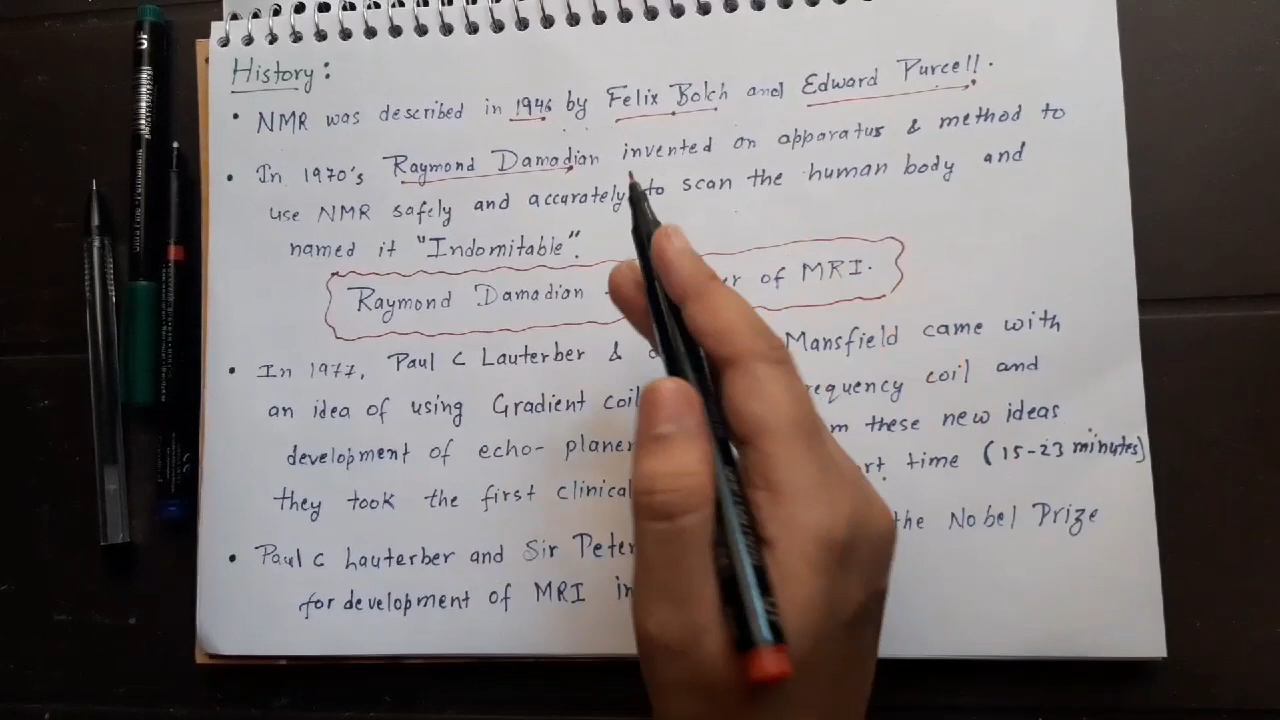 History:
• NMR was described in 1946 by Felix Bolch and Edward Purcell.
• In 1970's Raymond Damadian invented an apparatus & method to
use NMR safely and accurately to scan the human body and
named it "Indomitable".
Raymond Damadian of MRI.
• In 1977, Paul C Lauterber & Mansfield came with
an idea of using Gradient coil requency coil and
development of echo- planer these new ideas
they took the first clinical time (15-23 minutes)
• Paul C Lauterber and Sir Peter the Nobel Prize
for development of MRI in